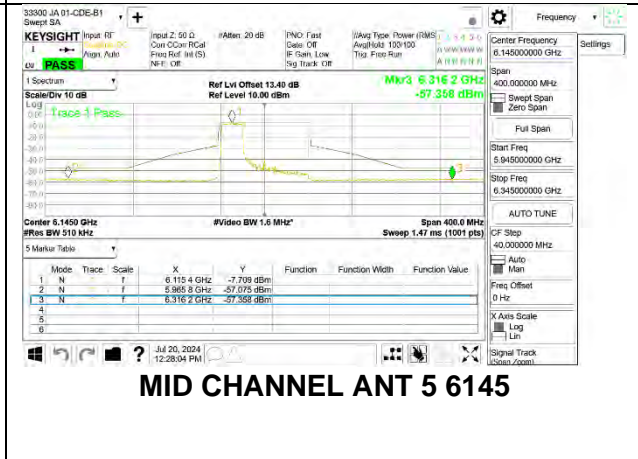 33300 JA 01-CDE-B1
Swept SA
Frequency
Settings
KEYSIGHT Input: RF
Align: Auto
PASS
Input Z: 50 Ω
Corr CCorr RCal
Freq Ref: Int (S)
NFE: Off
#Atten: 20 dB
PNO: Fast
Gate: Off
IF Gain: Low
Sig Track: Off
#Avg Type: Power (RMS)
Avg|Hold: 100/100
Trig: Free Run
Center Frequency
6.145000000 GHz
Span
400.000000 MHz
Swept Span
Zero Span
Full Span
Start Freq
5.945000000 GHz
Stop Freq
6.345000000 GHz
AUTO TUNE
CF Step
40.000000 MHz
Auto
Man
Freq Offset
0 Hz
X Axis Scale
Log
Lin
Signal Track
(Span Zoom)
1 Spectrum
Scale/Div 10 dB
Ref Lvl Offset 13.40 dB
Ref Level 10.00 dBm
Mkr3 6.316 2 GHz
-57.358 dBm
Log
Trace 1 Pass
Center 6.1450 GHz
#Res BW 510 kHz
#Video BW 1.6 MHz*
Span 400.0 MHz
Sweep 1.47 ms (1001 pts)
5 Marker Table
Mode Trace Scale X Y Function Function Width Function Value
1 N f 6.115 4 GHz -7.709 dBm
2 N f 5.965 8 GHz -57.075 dBm
3 N f 6.316 2 GHz -57.358 dBm
4
5
6
Jul 20, 2024
12:28:04 PM
MID CHANNEL ANT 5 6145